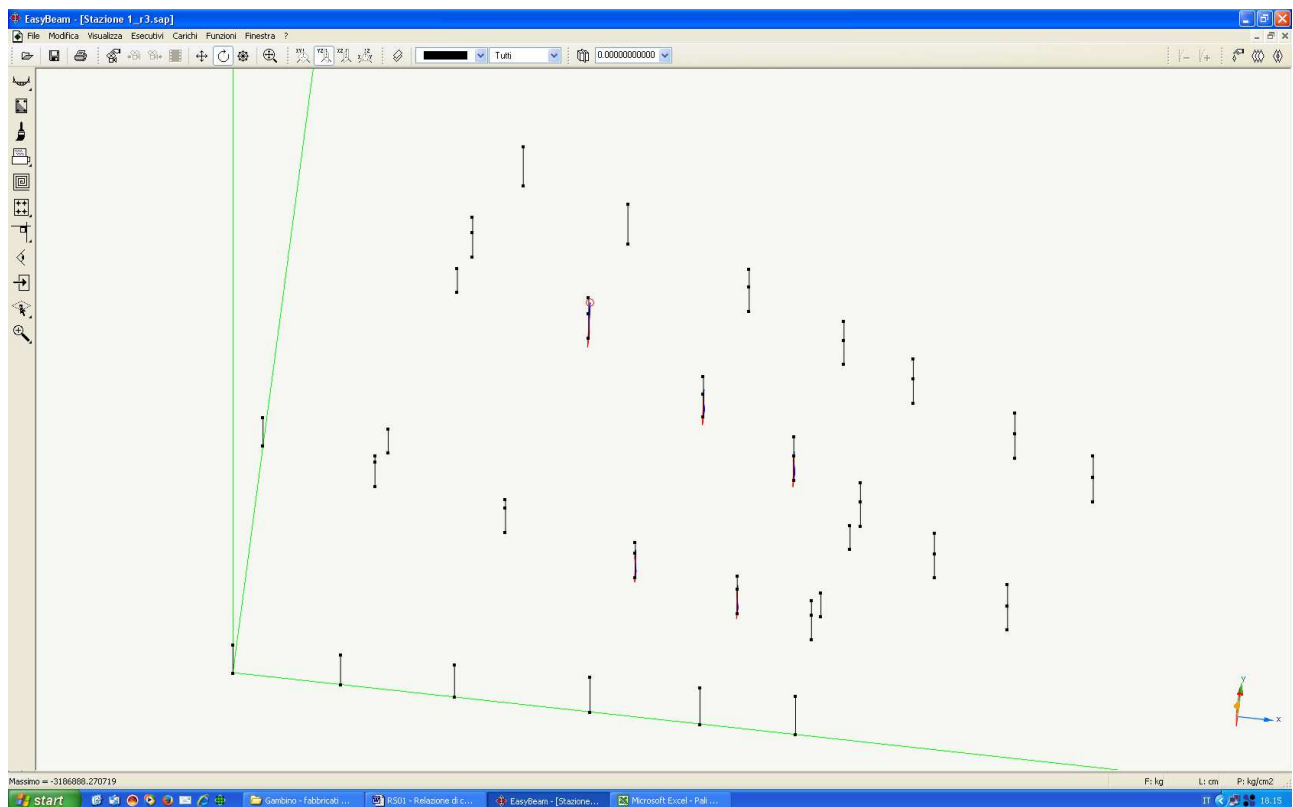 EasyBeam - [Stazione 1_r3.sap]
File Modifica Visualizza Esecutivi Carichi Funzioni Finestra ?
Tutti 0.00000000000
Y
x
Massimo = -3186888.270719 F: kg L: cm P: kg/cm2
start Gambino - fabbricati ... RS01 - Relazione di c... EasyBeam - [Stazione... Microsoft Excel - Pali ... IT 18.15